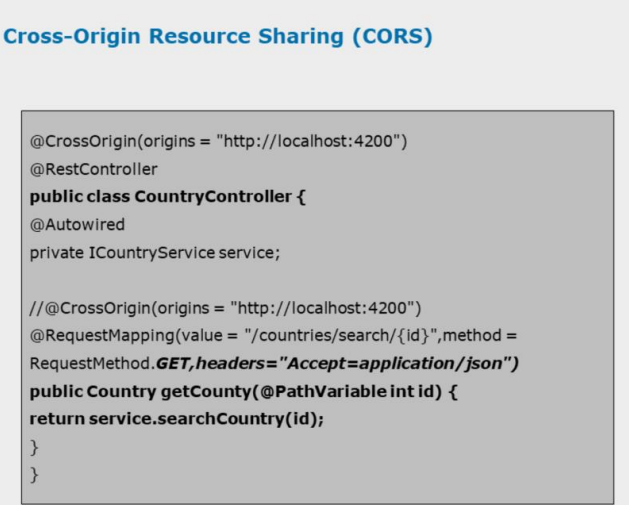 Cross-Origin Resource Sharing (CORS)
@CrossOrigin(origins = "http://localhost:4200")
@RestController
public class CountryController {
@Autowired
private ICountryService service;
//@CrossOrigin(origins = "http://localhost:4200")
@RequestMapping(value = "/countries/search/{id}",method =
RequestMethod.GET,headers="Accept=application/json")
public Country getCounty(@PathVariable int id) {
return service.searchCountry(id);
}
}